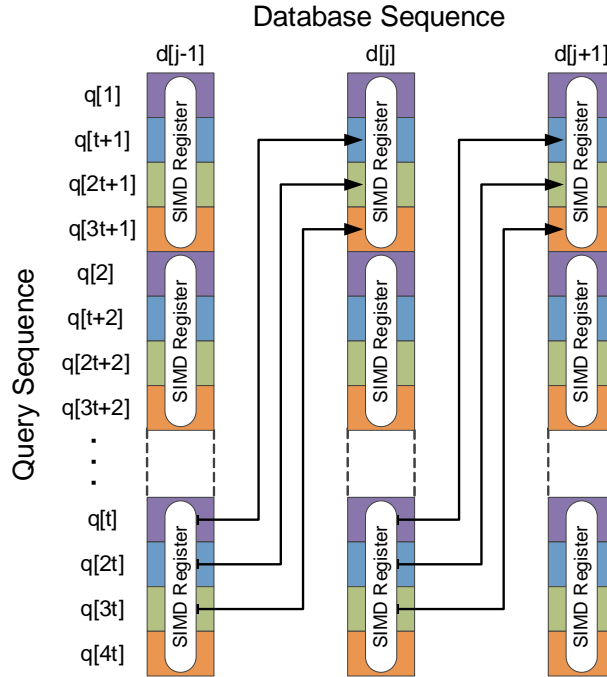 Database Sequence
d[j-1]
d[j]
d[j+1]
Query Sequence
q[1]
q[t+1]
q[2t+1]
q[3t+1]
q[2]
q[t+2]
q[2t+2]
q[3t+2]
q[t]
q[2t]
q[3t]
q[4t]
SIMD Register
SIMD Register
SIMD Register
SIMD Register
SIMD Register
SIMD Register
SIMD Register
SIMD Register
SIMD Register